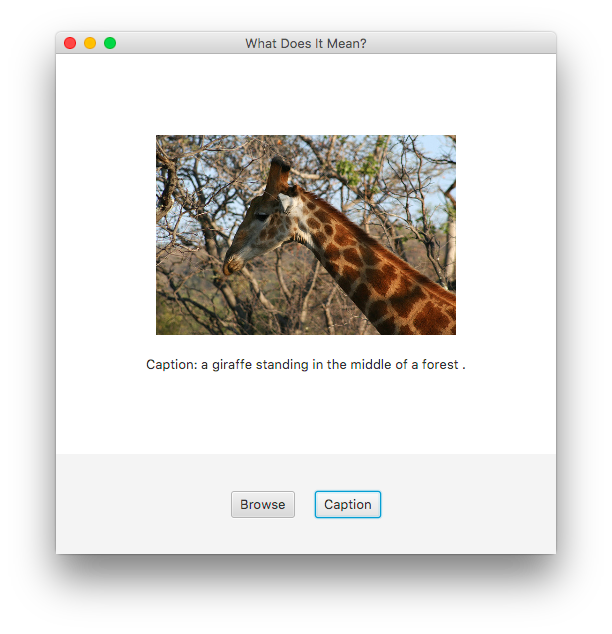 What Does It Mean?
Caption: a giraffe standing in the middle of a forest .
Browse Caption